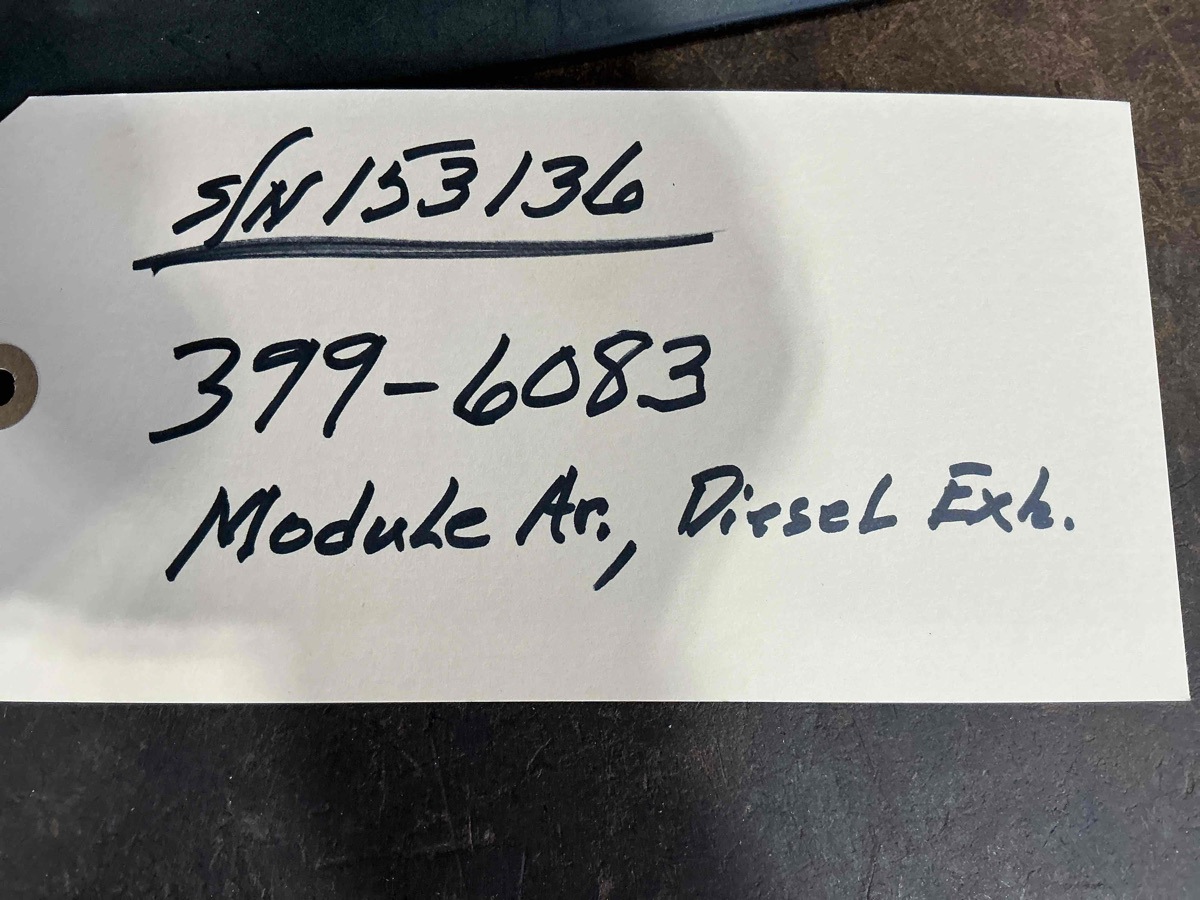 S/N 153136
399-6083
Module Ar., Diesel Exh.